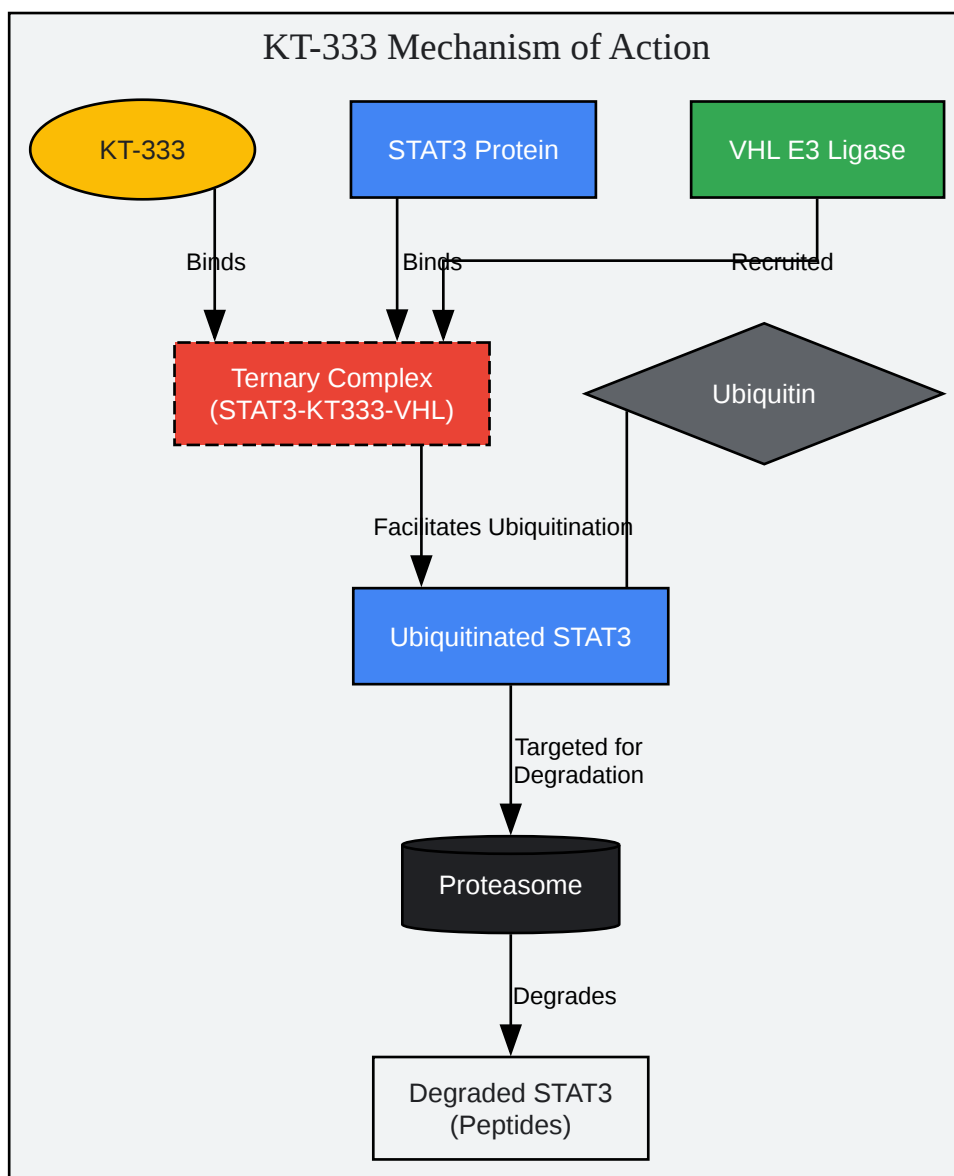 KT-333 Mechanism of Action
KT-333
STAT3 Protein
VHL E3 Ligase
Binds
Binds
Recruited
Ternary Complex
(STAT3-KT333-VHL)
Ubiquitin
Facilitates Ubiquitination
Ubiquitinated STAT3
Targeted for
Degradation
Proteasome
Degrades
Degraded STAT3
(Peptides)